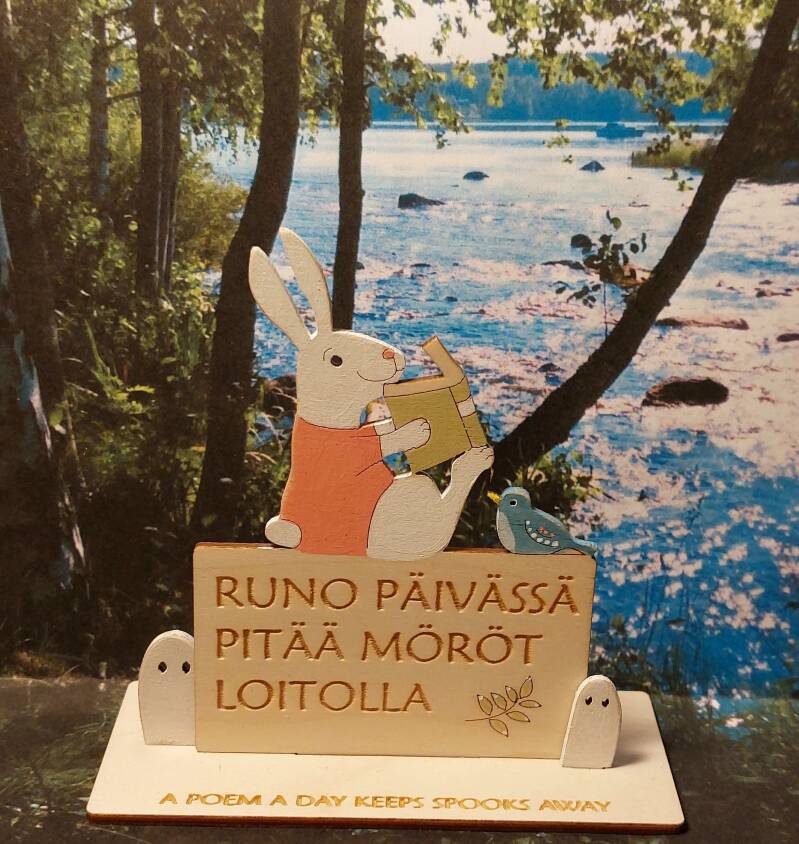 RUNO PÄIVÄSSÄ
PITÄÄ MÖRÖT
LOITOLLA
A POEM A DAY KEEPS SPOOKS AWAY